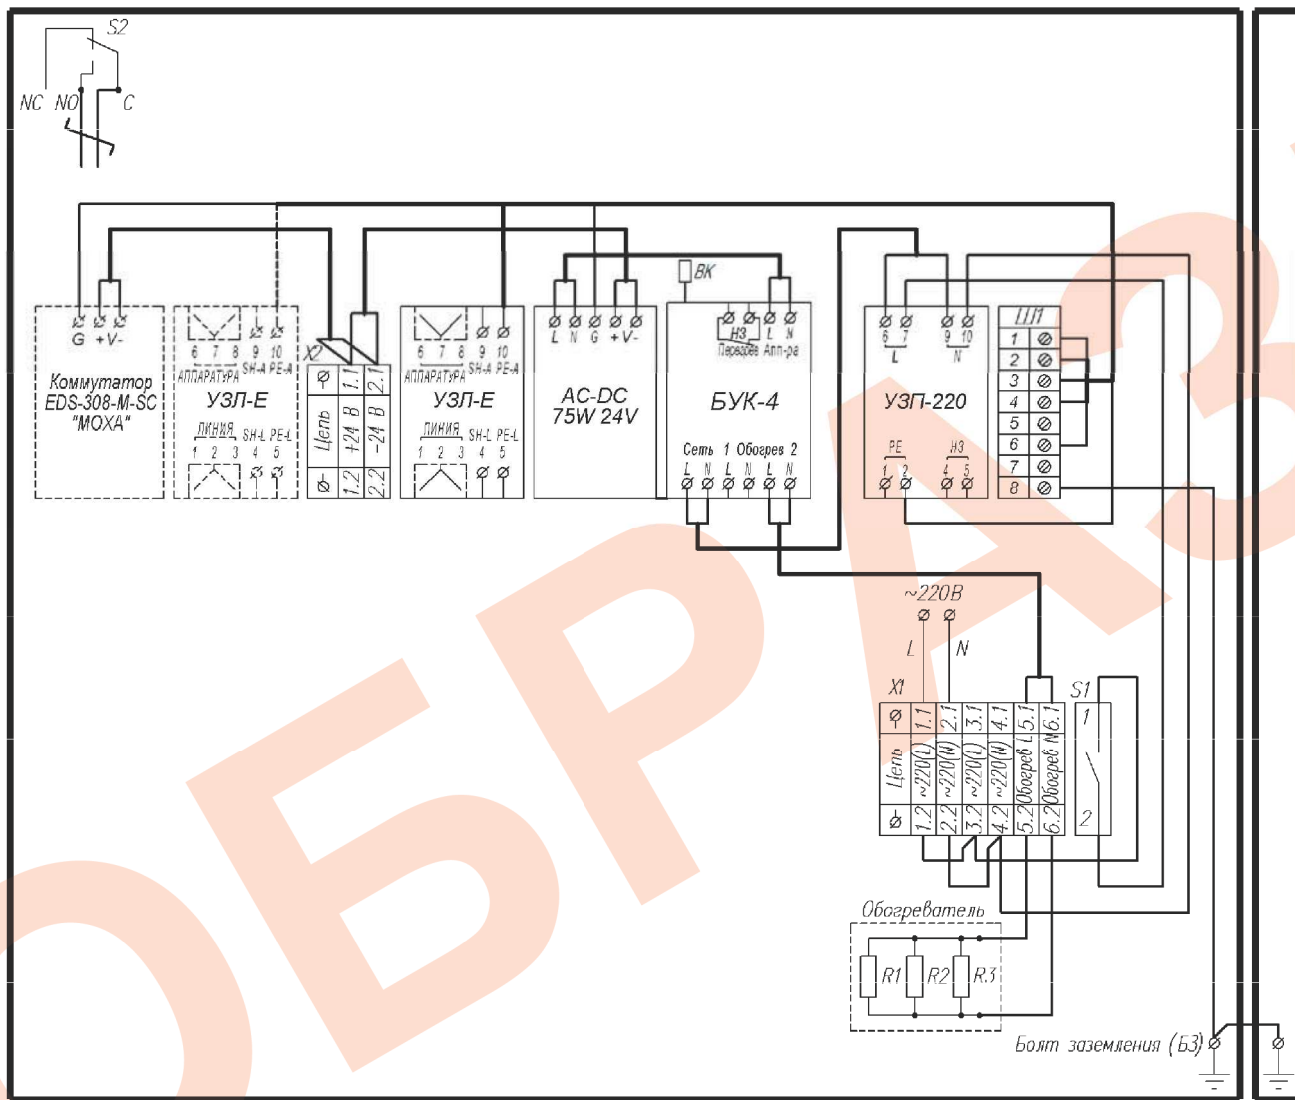 S2
NC NO C
ВК
G + V-
6 7 8 9 10
АППАРАТУРА SH-A PE-A
Коммутатор
EDS-308-M-SC
"MOXA"
УЗЛ-Е
ЛИНИЯ SH-L PE-L
1 2 3 4 5
X2
1.1 2.1
Цепь +24 В -24 В
1.2 2.2
6 7 8 9 10
АППАРАТУРА SH-A PE-A
УЗЛ-Е
ЛИНИЯ SH-L PE-L
1 2 3 4 5
L N G + V-
AC-DC
75W 24V
НЗ L N
Перегрев Апп-ра
БУК-4
Сеть 1 Обогрев 2
L N L N L N
6 7 9 10
L N
УЗП-220
PE НЗ
1 2 4 5
1
2
3
4
5
6
7
8
~220В
L N
X1
1.1 2.1 3.1 4.1 5.1 6.1
Цепь ~220(L) ~220(N) ~220(L) ~220(N) Обогрев L Обогрев N
1.2 2.2 3.2 4.2 5.2 6.2
S1
1
2
Обогреватель
R1 R2 R3
Болт заземления (БЗ)
ОБРАЗ